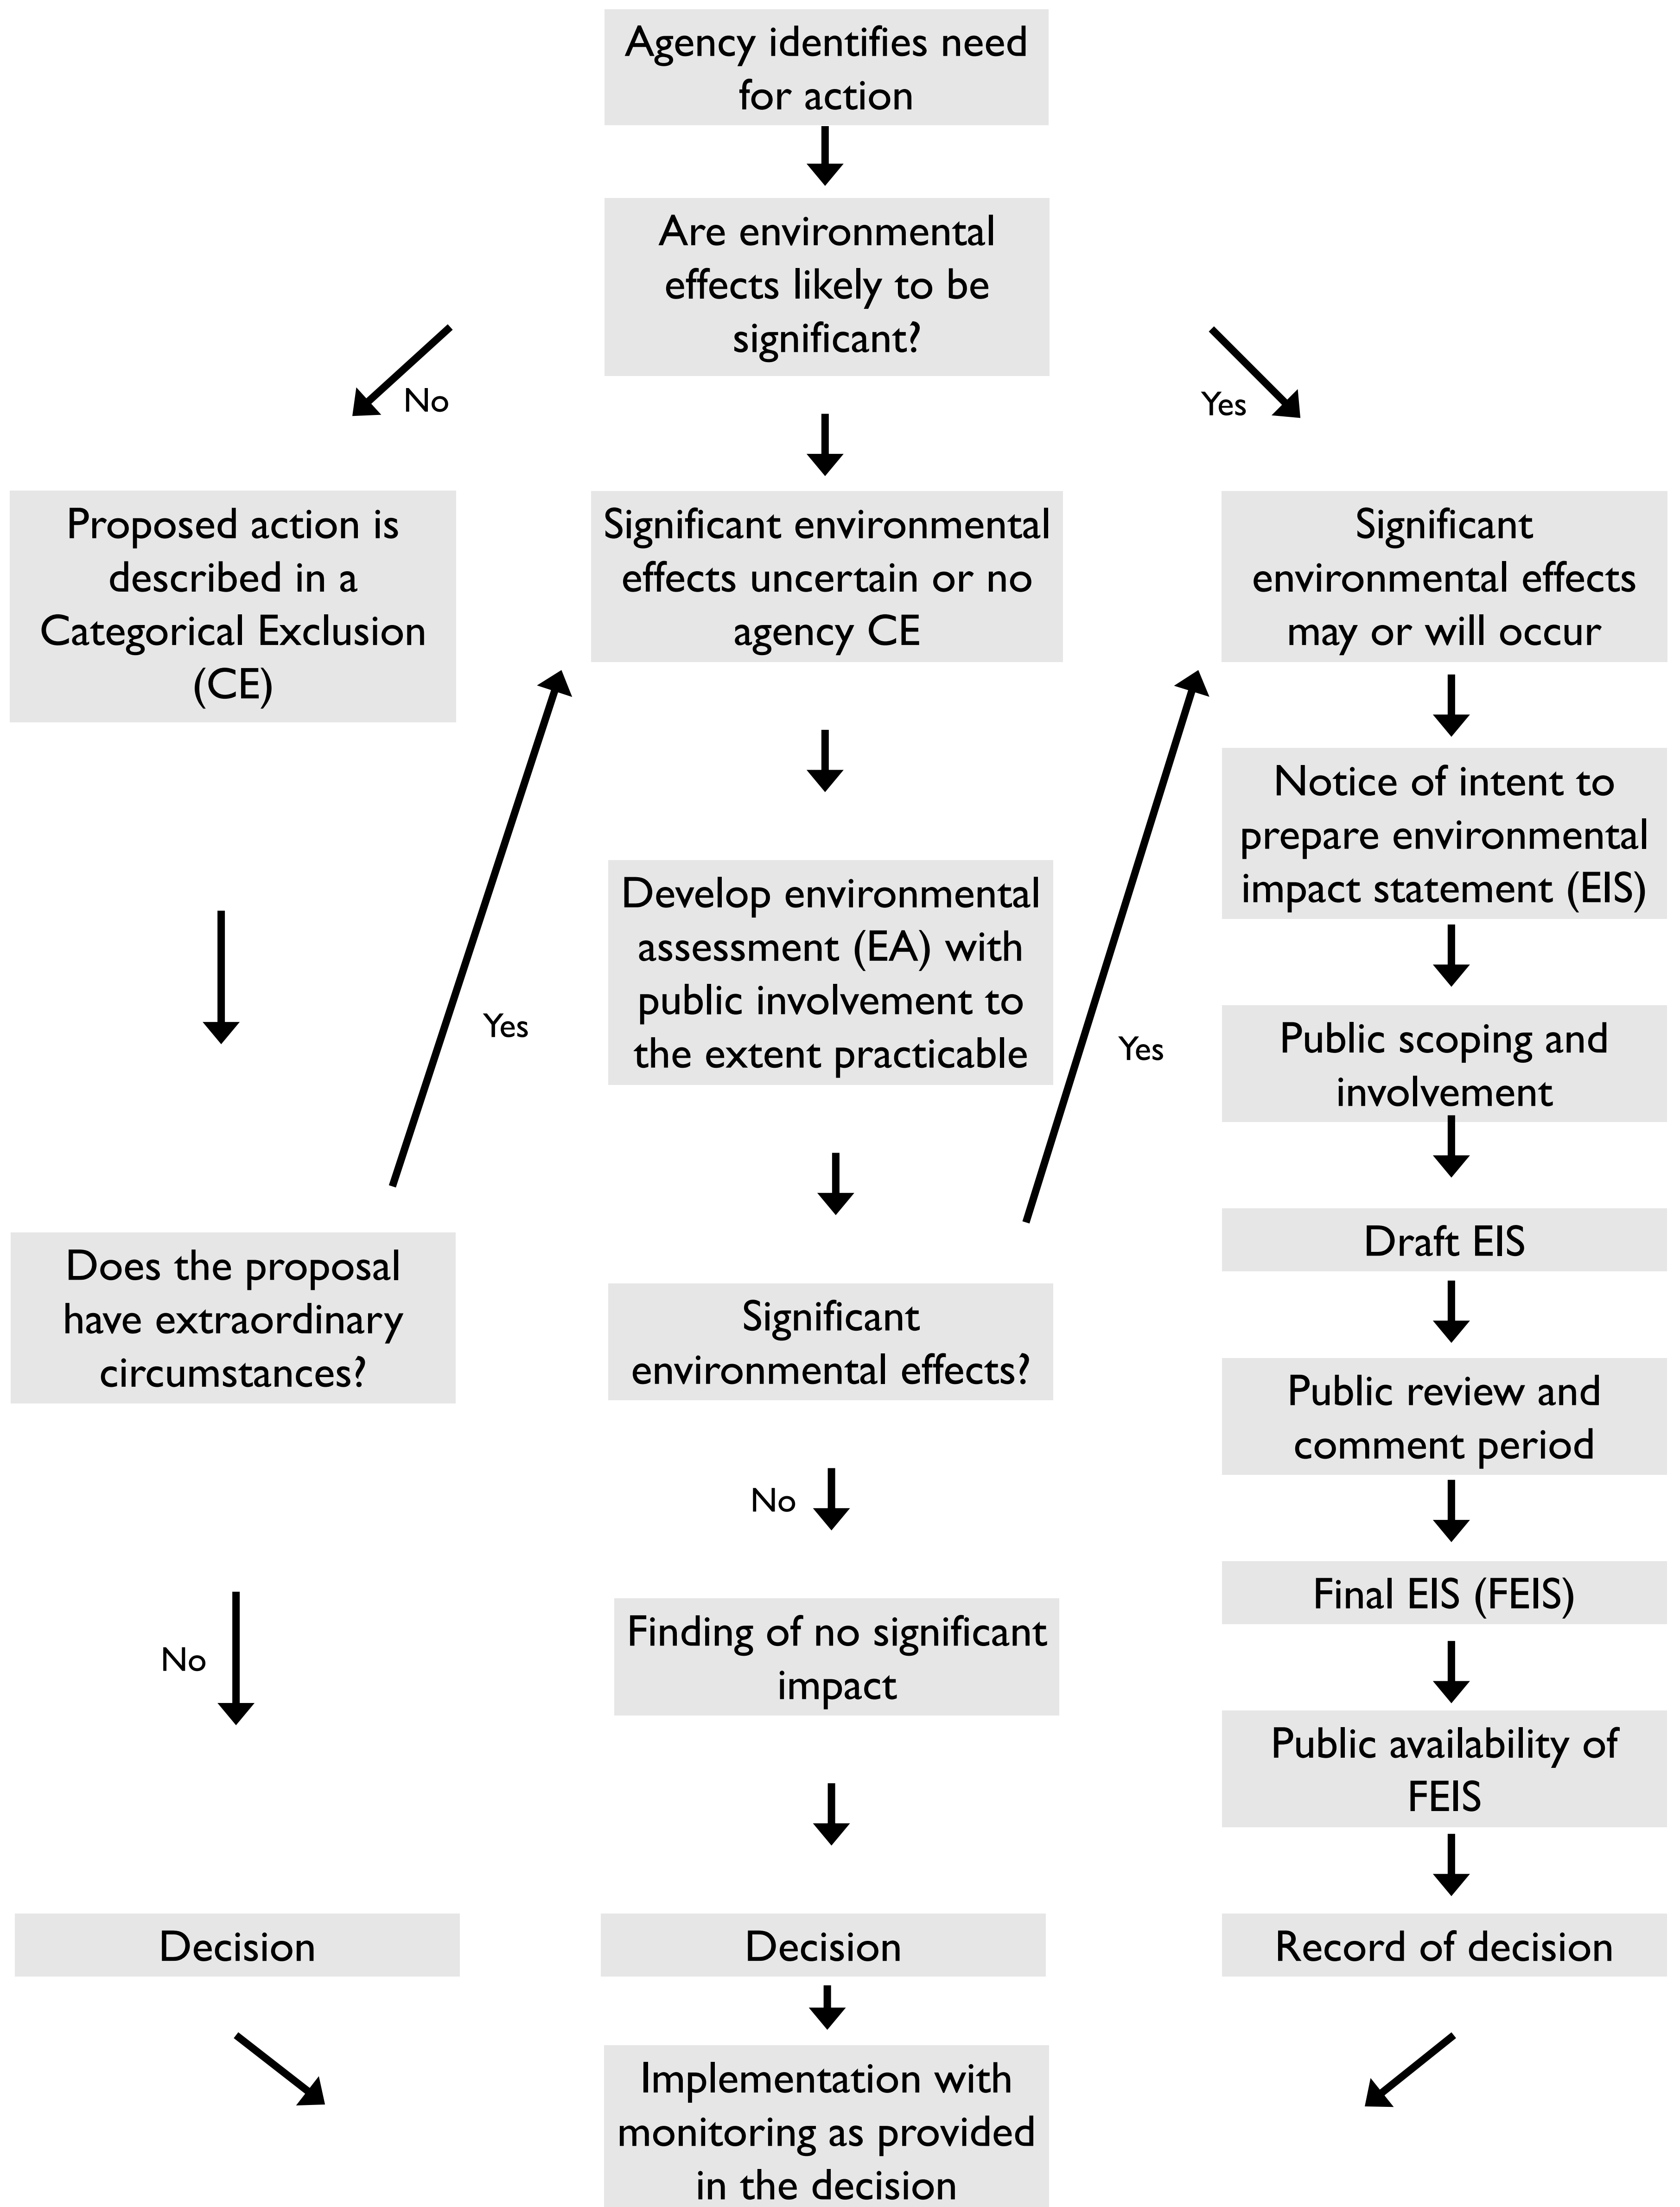 Agency identifies need
for action
Are environmental
effects likely to be
significant?
No
Yes
Proposed action is
described in a
Categorical Exclusion
(CE)
Does the proposal
have extraordinary
circumstances?
Yes
No
Decision
Significant environmental
effects uncertain or no
agency CE
Develop environmental
assessment (EA) with
public involvement to
the extent practicable
Significant
environmental effects?
Yes
No
Finding of no significant
impact
Decision
Significant
environmental effects
may or will occur
Notice of intent to
prepare environmental
impact statement (EIS)
Public scoping and
involvement
Draft EIS
Public review and
comment period
Final EIS (FEIS)
Public availability of
FEIS
Record of decision
Implementation with
monitoring as provided
in the decision